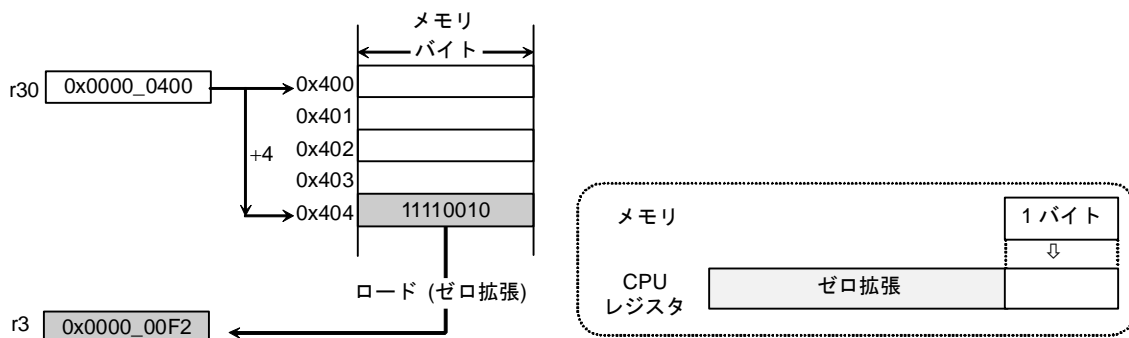 メモリ
バイト
r30 0x0000_0400
0x400
0x401
+4
0x402
0x403
0x404 11110010
ロード (ゼロ拡張)
r3 0x0000_00F2
メモリ 1 バイト
⇩
CPU
レジスタ
ゼロ拡張